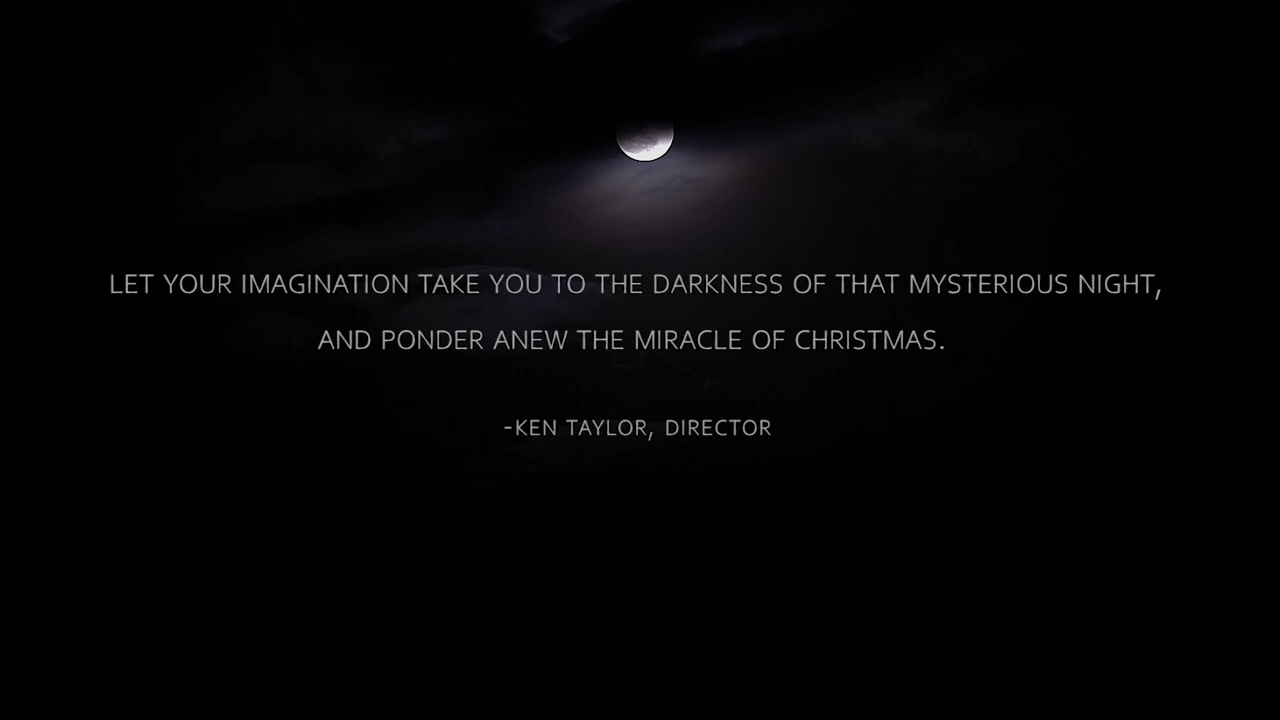 LET YOUR IMAGINATION TAKE YOU TO THE DARKNESS OF THAT MYSTERIOUS NIGHT,
AND PONDER ANEW THE MIRACLE OF CHRISTMAS.
-KEN TAYLOR, DIRECTOR